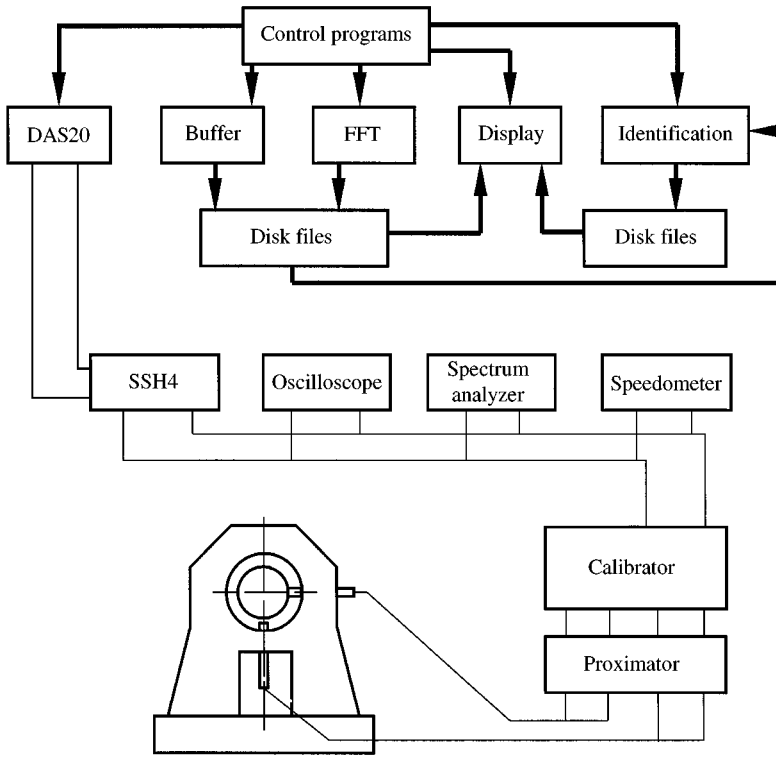 Control programs
DAS20
Buffer
FFT
Display
Identification
Disk files
Disk files
SSH4
Oscilloscope
Spectrum
analyzer
Speedometer
Calibrator
Proximator